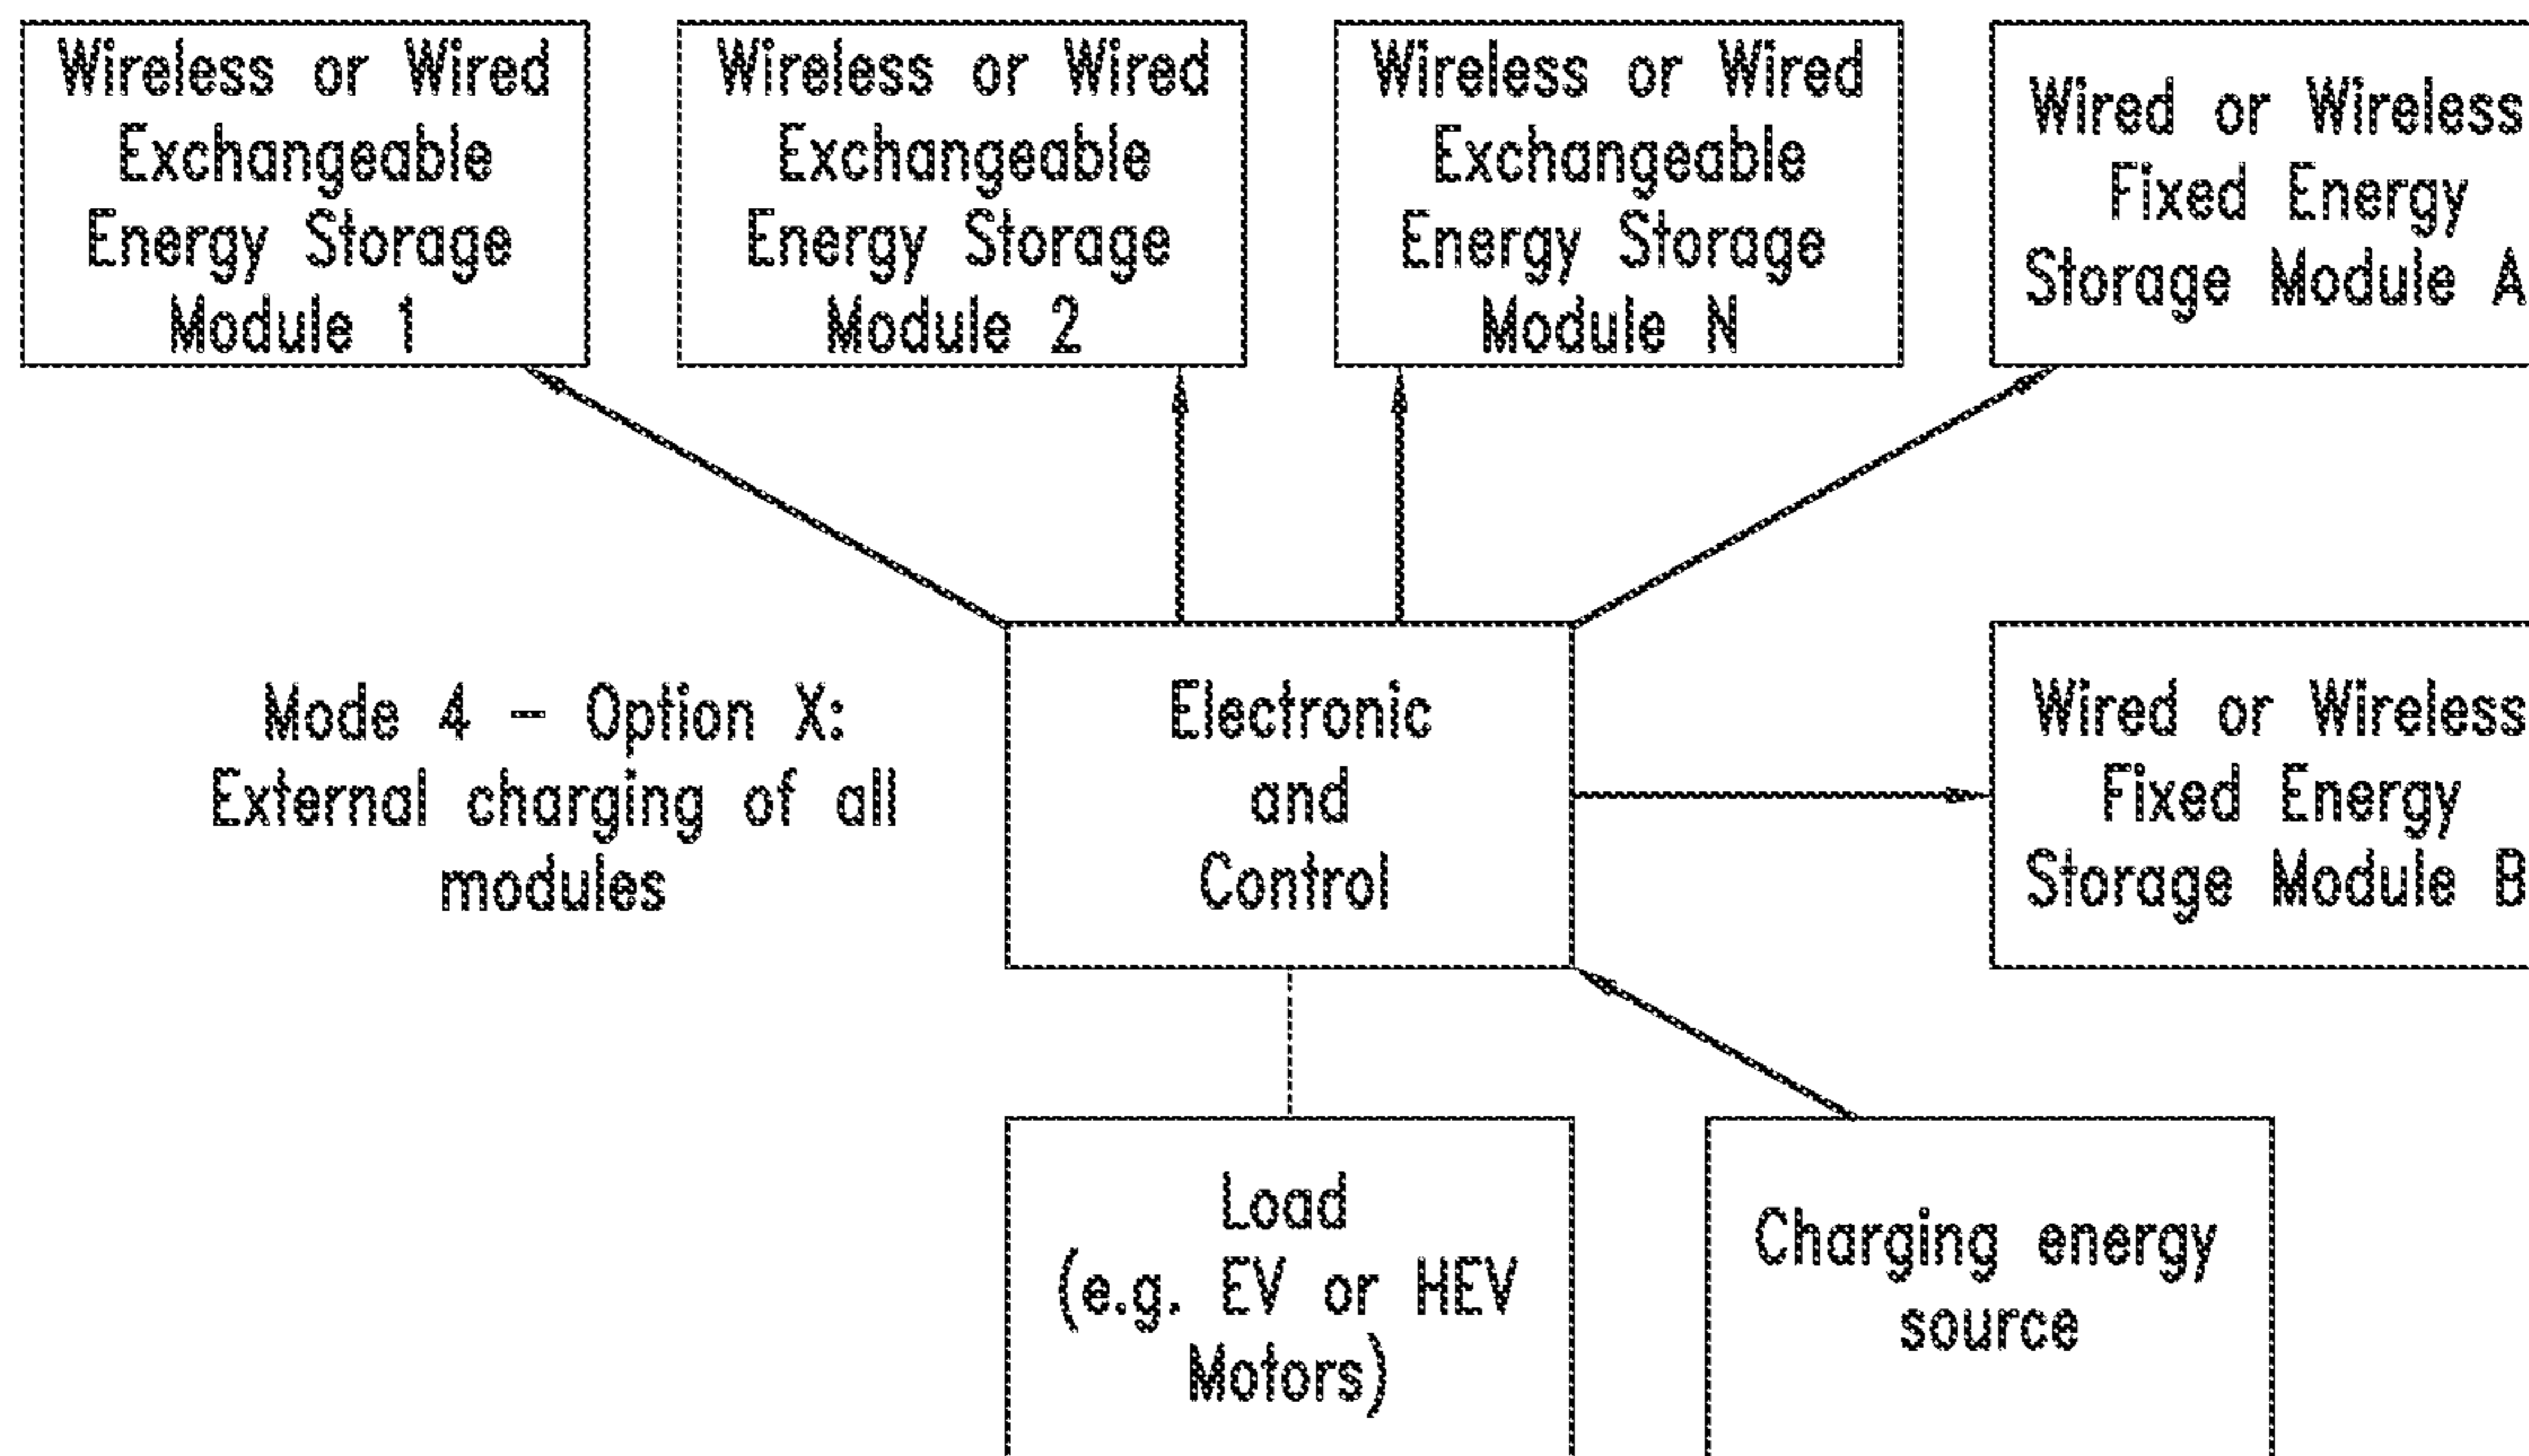 Wireless or Wired
Exchangeable
Energy Storage
Module 1
Wireless or Wired
Exchangeable
Energy Storage
Module 2
Wireless or Wired
Exchangeable
Energy Storage
Module N
Wired or Wireless
Fixed Energy
Storage Module A
Mode 4 – Option X:
External charging of all
modules
Electronic
and
Control
Wired or Wireless
Fixed Energy
Storage Module B
Load
(e.g. EV or HEV
Motors)
Charging energy
source